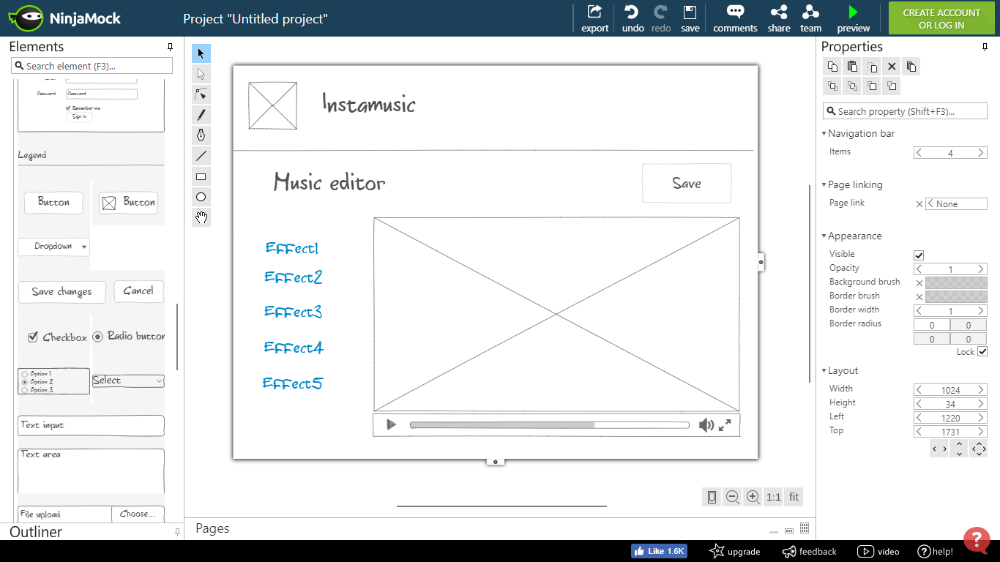 NinjaMock
Project "Untitled project"
export
undo
redo
save
comments
share
team
preview
CREATE ACCOUNT
OR LOG IN
Elements
Search element (F3)...
Password
Password
Remember me
Sign in
Legend
Button
Button
Dropdown
Save changes
Cancel
Checkbox
Radio button
Option 1
Option 2
Option 3
Select
Text input
Text area
File upload
Choose...
Outliner
Instamusic
Music editor
Save
Effect1
Effect2
Effect3
Effect4
Effect5
1:1
fit
Pages
Properties
Search property (Shift+F3)...
Navigation bar
Items
4
Page linking
Page link
None
Appearance
Visible
Opacity
1
Background brush
Border brush
Border width
1
Border radius
0
0
0
0
Lock
Layout
Width
1024
Height
34
Left
1220
Top
1731
Like 1.6K
upgrade
feedback
video
help!
?